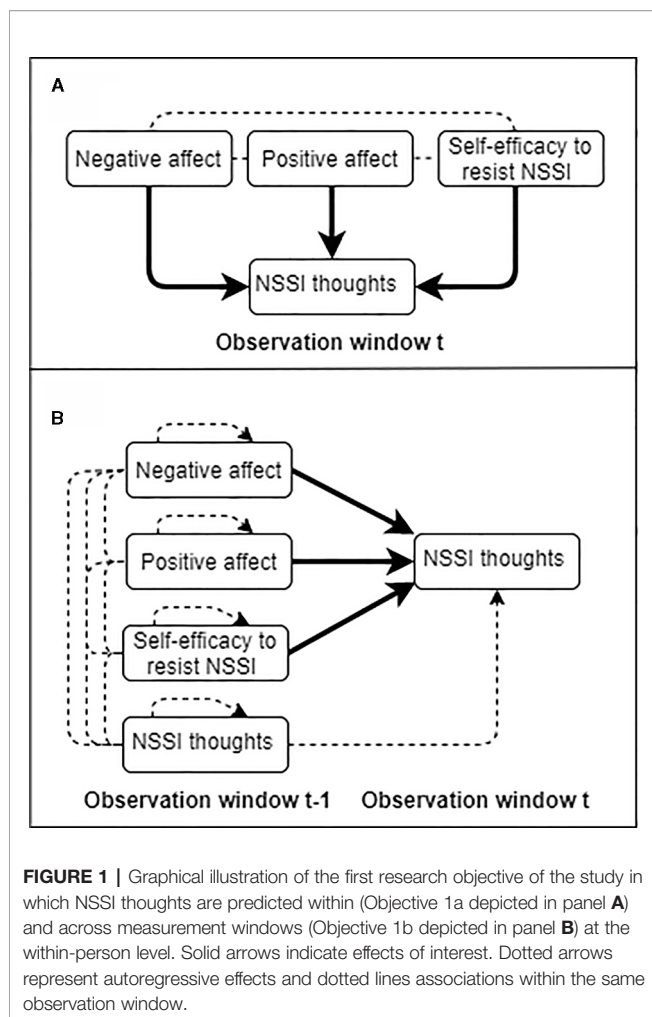 A
Negative affect
Positive affect
Self-efficacy to
resist NSSI
NSSI thoughts
Observation window t
B
Negative affect
Positive affect
NSSI thoughts
Self-efficacy to
resist NSSI
NSSI thoughts
Observation window t-1
Observation window t
FIGURE 1 | Graphical illustration of the first research objective of the study in
which NSSI thoughts are predicted within (Objective 1a depicted in panel A)
and across measurement windows (Objective 1b depicted in panel B) at the
within-person level. Solid arrows indicate effects of interest. Dotted arrows
represent autoregressive effects and dotted lines associations within the same
observation window.